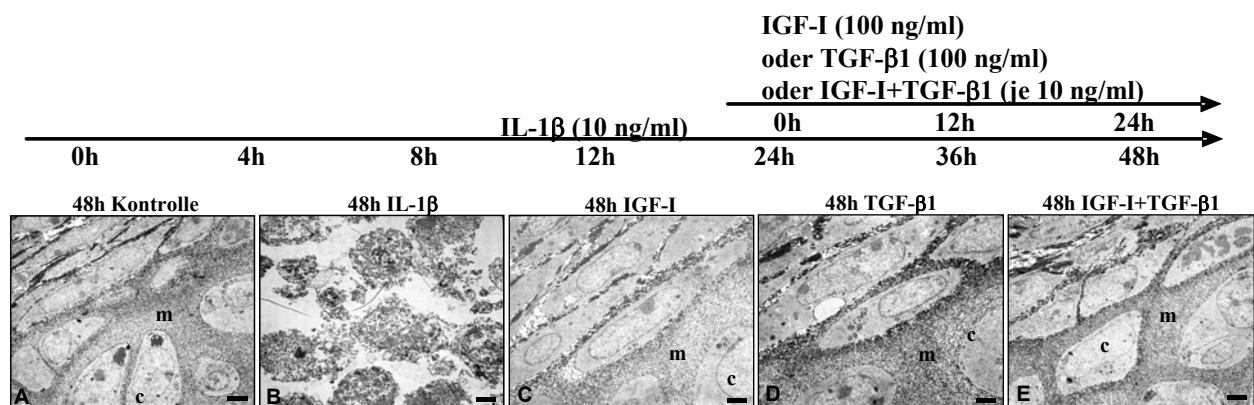 IGF-I (100 ng/ml)
oder TGF-β1 (100 ng/ml)
oder IGF-I+TGF-β1 (je 10 ng/ml)
0h 12h 24h
IL-1β (10 ng/ml)
0h 4h 8h 12h 24h 36h 48h
48h Kontrolle 48h IL-1β 48h IGF-I 48h TGF-β1 48h IGF-I+TGF-β1
m
c
A
B
m
c
C
c
m
D
m
c
E